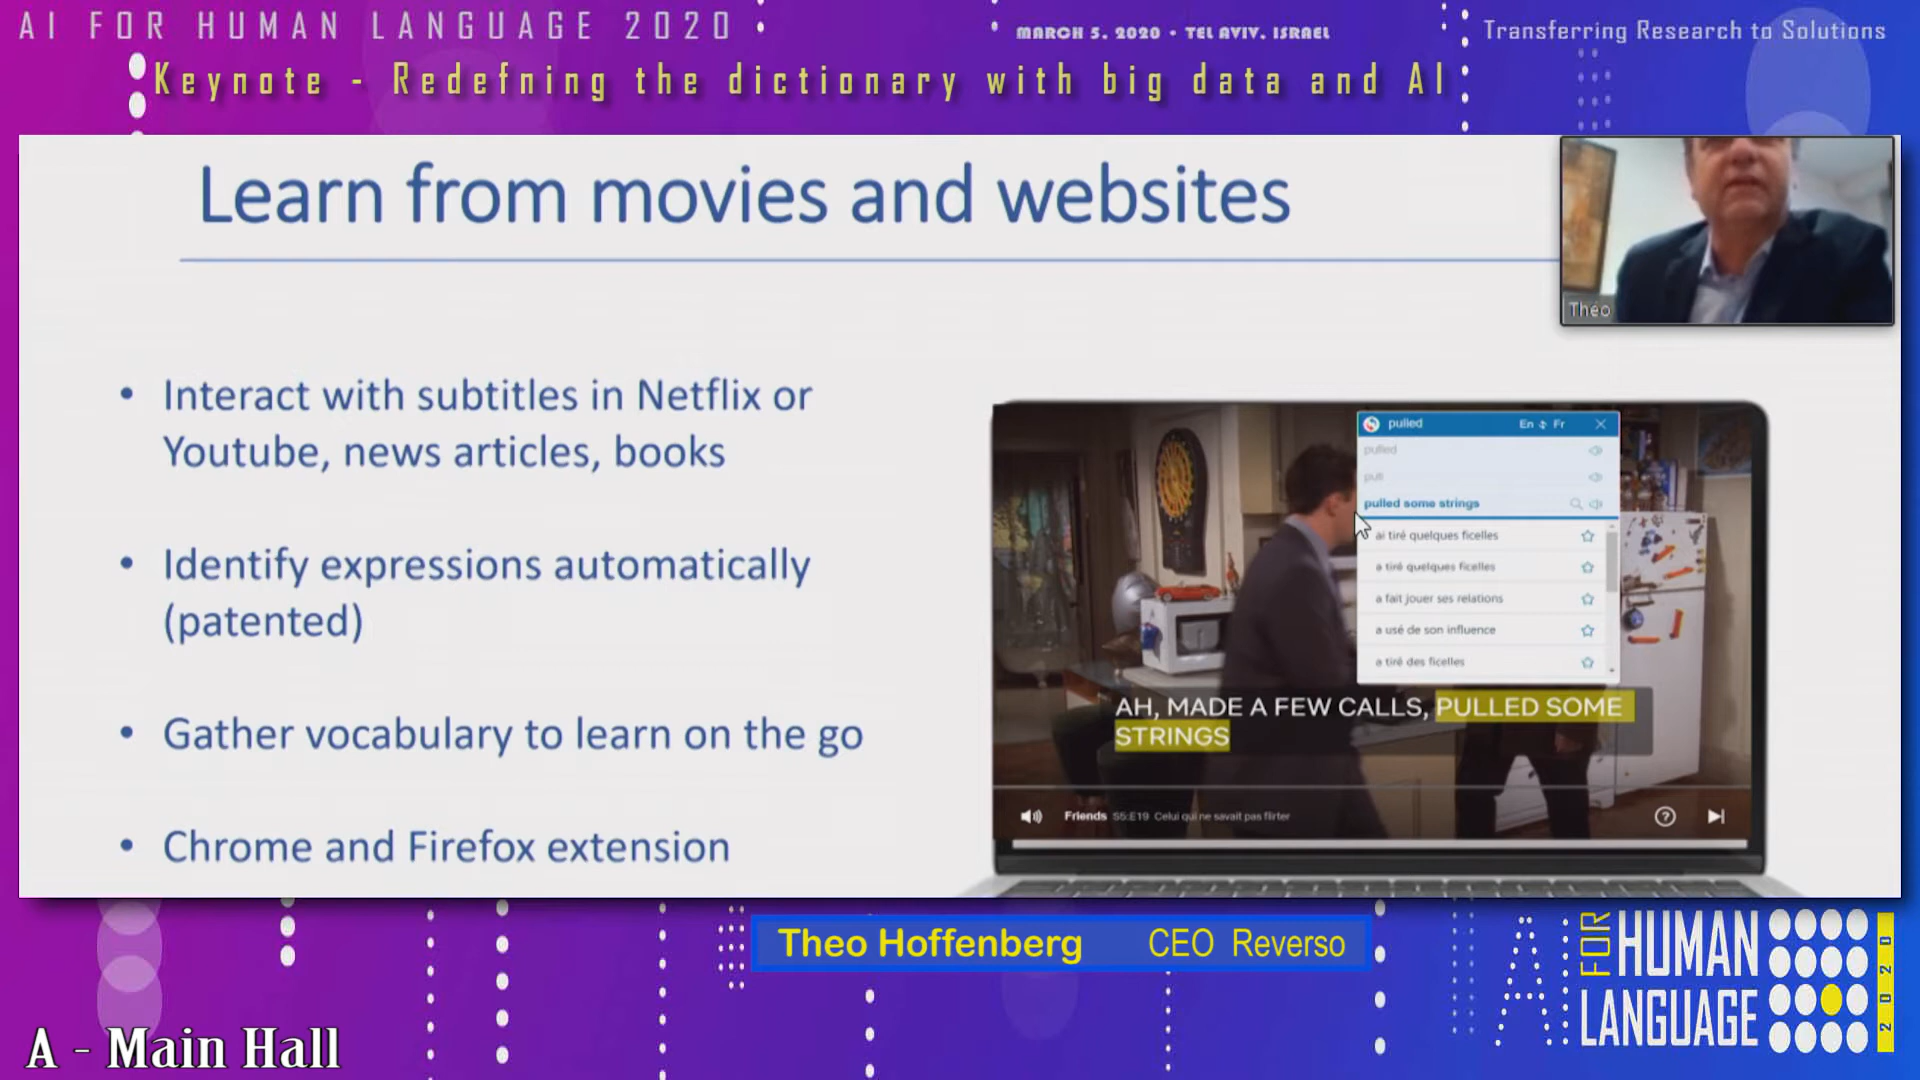 AI FOR HUMAN LANGUAGE 2020
MARCH 5. 2020 • TEL AVIV. ISRAEL
Transferring Research to Solutions
Keynote - Redefning the dictionary with big data and AI
Learn from movies and websites
Théo
• Interact with subtitles in Netflix or
Youtube, news articles, books
• Identify expressions automatically
(patented)
• Gather vocabulary to learn on the go
• Chrome and Firefox extension
pulled
En Fr
pulled
pull
pulled some strings
ai tiré quelques ficelles
a tiré quelques ficelles
a fait jouer ses relations
a usé de son influence
a tiré des ficelles
AH, MADE A FEW CALLS, PULLED SOME
STRINGS
Friends S5:E19 Celui qui ne savait pas flirter
Theo Hoffenberg CEO Reverso
A - Main Hall
AI FOR HUMAN
LANGUAGE
2020